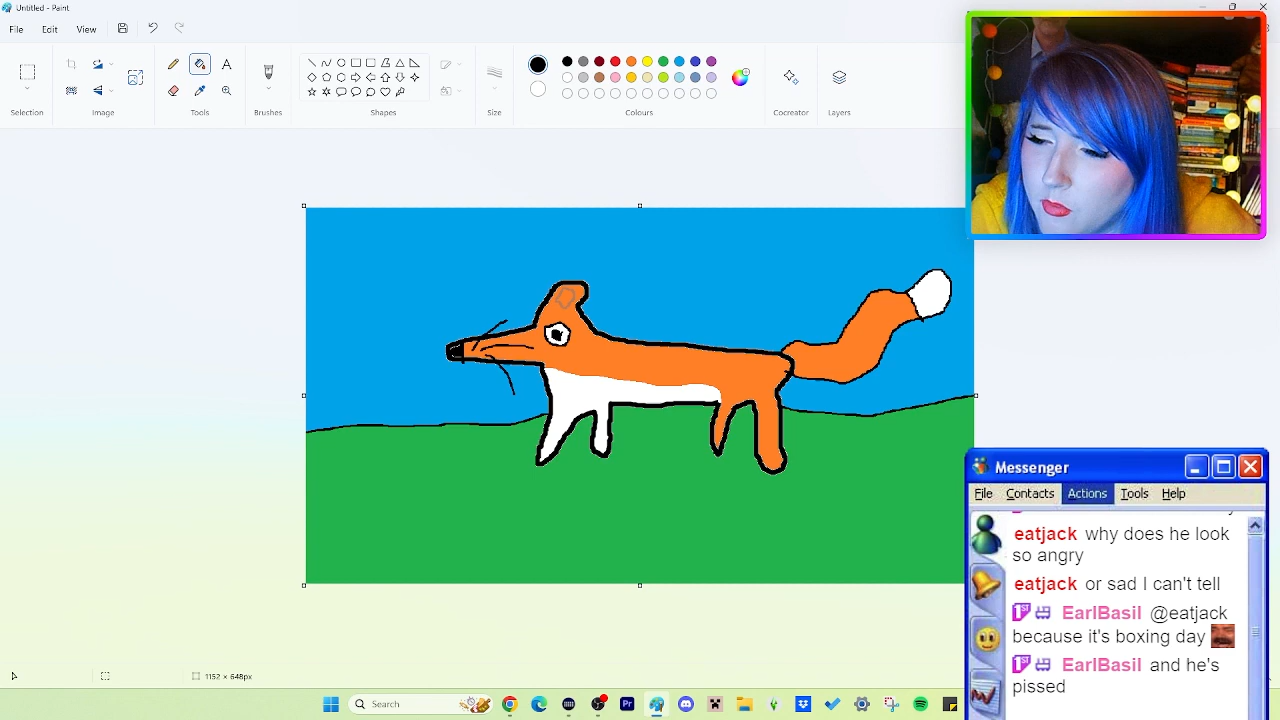 Untitled - Paint
File Edit View
Selection Image Tools Brushes Shapes Size Colours Cocreator Layers
Messenger
File Contacts Actions Tools Help
eatjack why does he look
so angry
eatjack or sad I can't tell
1ST EarlBasil @eatjack
because it's boxing day
1ST EarlBasil and he's
pissed
1152 × 648px
Search